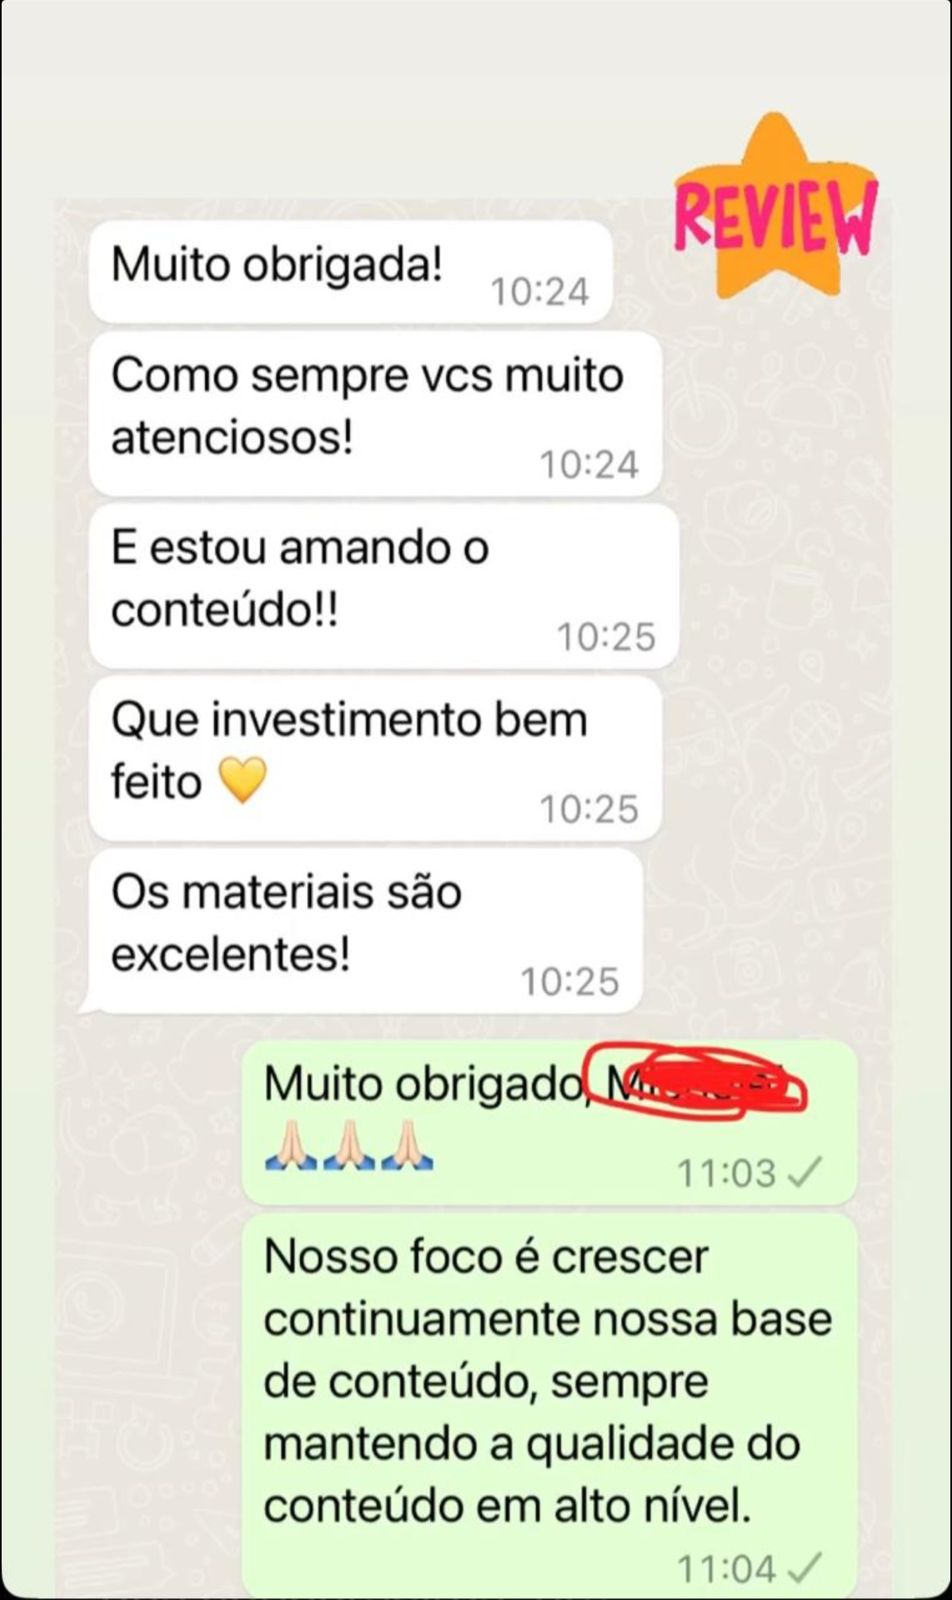 REVIEW
Muito obrigada!
10:24
Como sempre vcs muito
atenciosos!
10:24
E estou amando o
conteúdo!!
10:25
Que investimento bem
feito 💛
10:25
Os materiais são
excelentes!
10:25
Muito obrigado,
🙏🏻🙏🏻🙏🏻
11:03
Nosso foco é crescer
continuamente nossa base
de conteúdo, sempre
mantendo a qualidade do
conteúdo em alto nível.
11:04